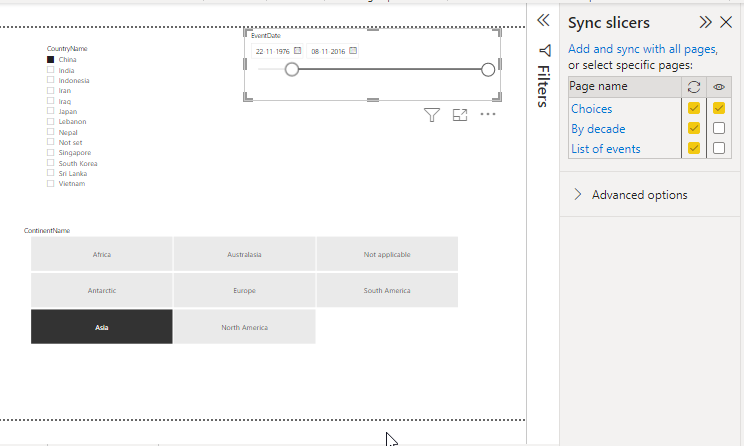 CountryName
China
India
Indonesia
Iran
Iraq
Japan
Lebanon
Nepal
Not set
Singapore
South Korea
Sri Lanka
Vietnam
EventDate
22-11-1976
08-11-2016
ContinentName
Africa
Australasia
Not applicable
Antarctic
Europe
South America
Asia
North America
Filters
Sync slicers
Add and sync with all pages,
or select specific pages:
Page name
Choices
By decade
List of events
Advanced options